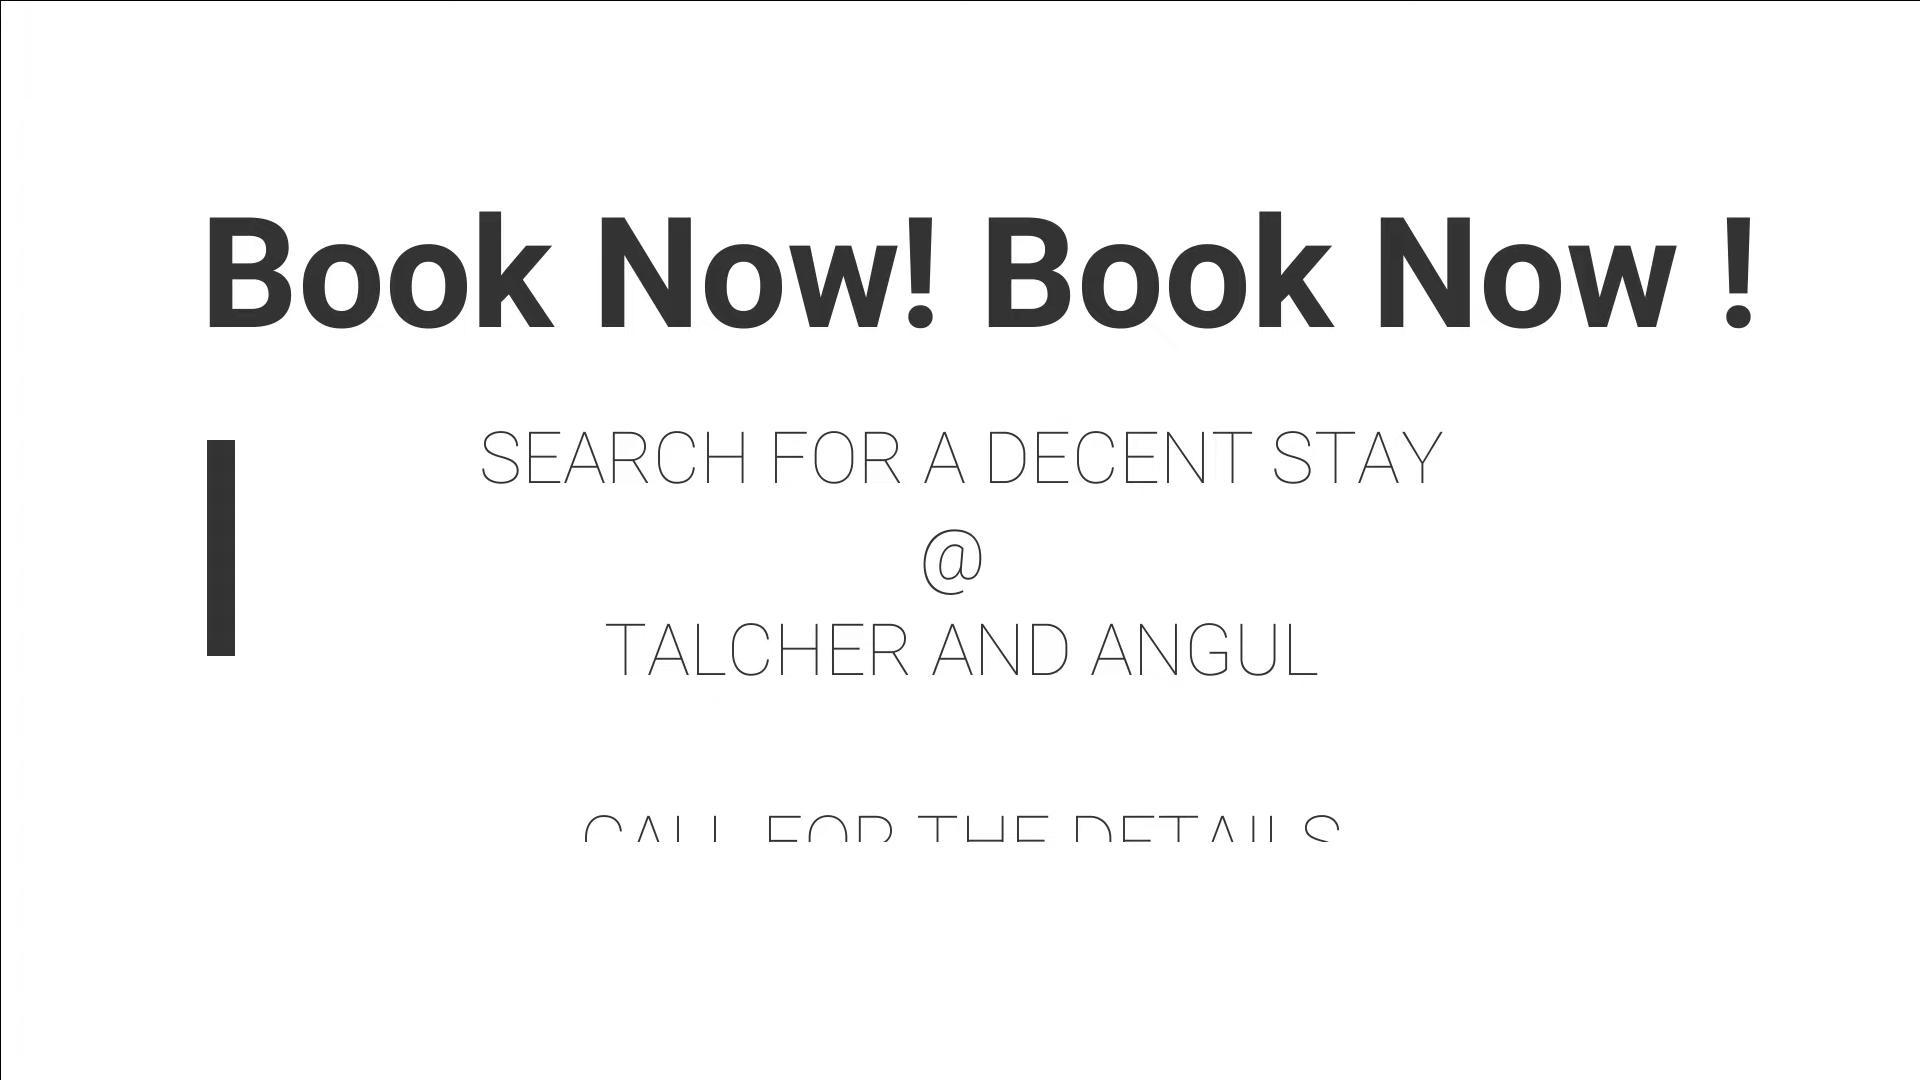 Book Now! Book Now !
SEARCH FOR A DECENT STAY
@
TALCHER AND ANGUL
CALL FOR THE DETAILS